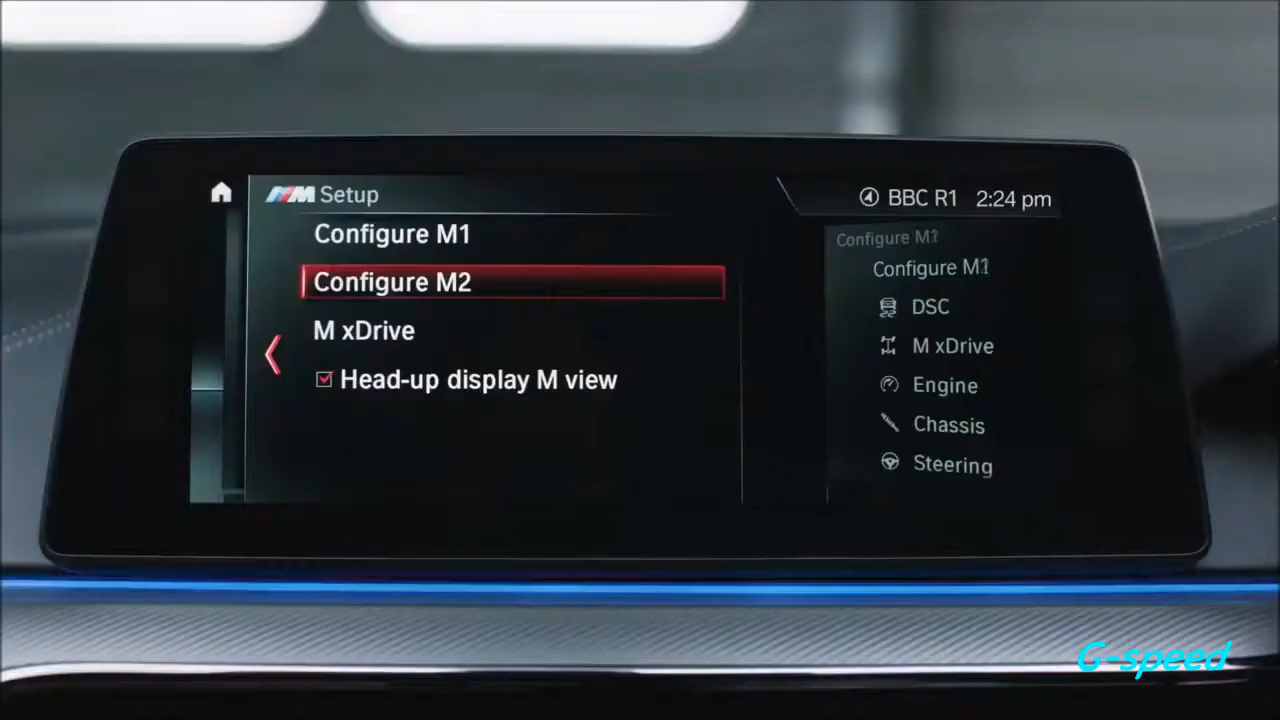 M Setup
BBC R1 2:24 pm
Configure M1
Configure M2
M xDrive
Head-up display M view
Configure M1
Configure M1
DSC
M xDrive
Engine
Chassis
Steering
G-speed